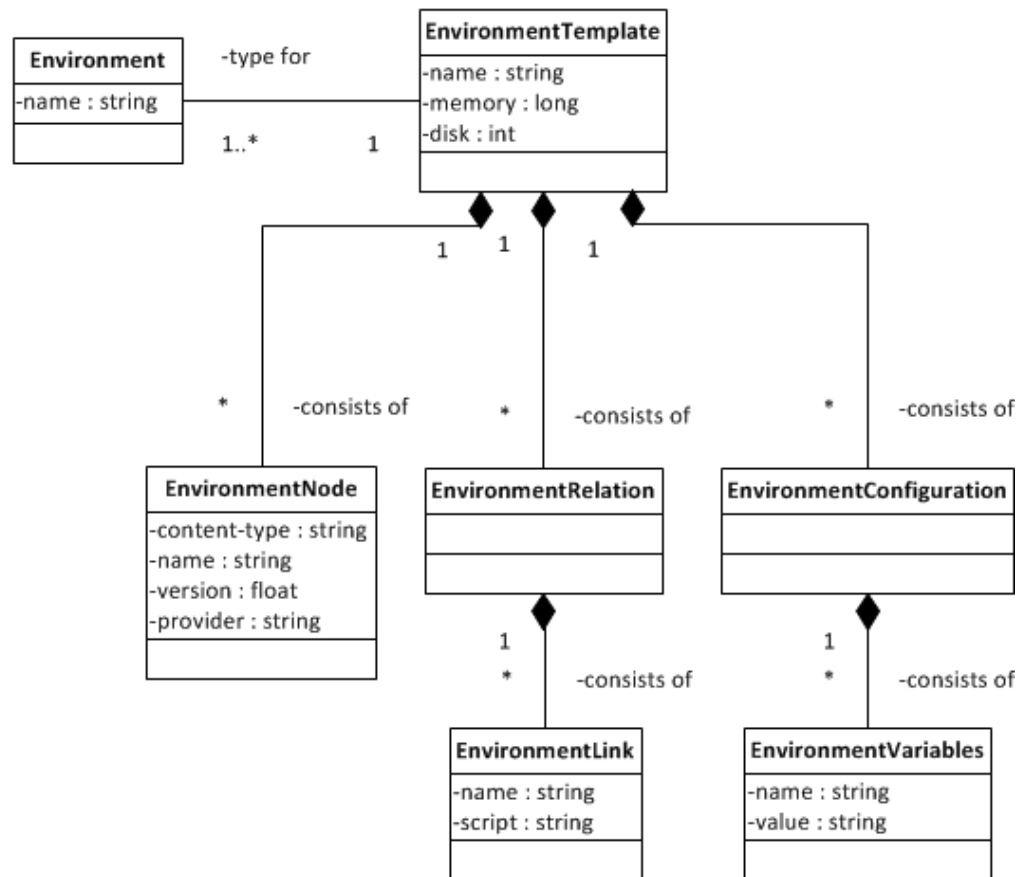 EnvironmentTemplate
-name : string
-memory : long
-disk : int
Environment
-name : string
-type for
1..*
1
1
1
1
*
-consists of
*
-consists of
*
-consists of
EnvironmentNode
-content-type : string
-name : string
-version : float
-provider : string
EnvironmentRelation
EnvironmentConfiguration
1
*
-consists of
1
*
-consists of
EnvironmentLink
-name : string
-script : string
EnvironmentVariables
-name : string
-value : string